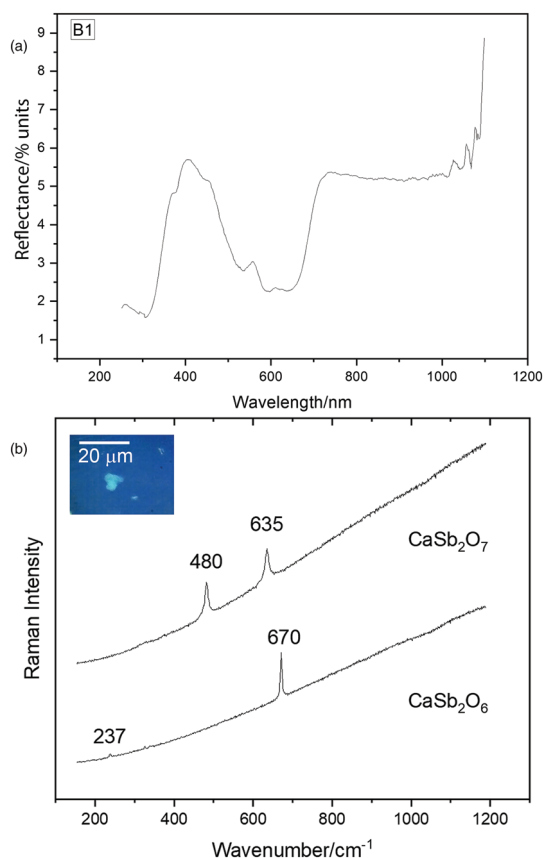 (a)
B1
9
8
7
6
5
4
3
2
1
Reflectance/% units
200 400 600 800 1000 1200
Wavelength/nm
(b)
20 μm
480
635
CaSb₂O₇
670
237
CaSb₂O₆
Raman Intensity
200 400 600 800 1000 1200
Wavenumber/cm⁻¹